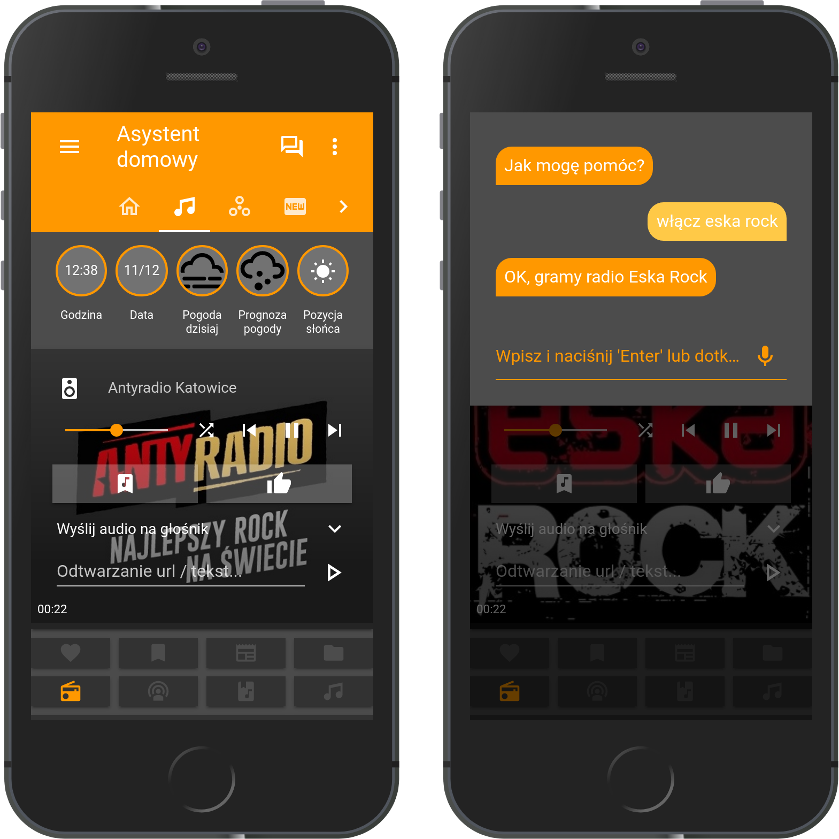 Asystent
domowy
NEW
12:38
11/12
Godzina
Data
Pogoda
dzisiaj
Prognoza
pogody
Pozycja
słońca
Antyradio Katowice
ANTYRADIO
NAJLEPSZY ROCK
NA ŚWIECIE
Wyślij audio na głośnik
Odtwarzanie url / tekst...
00:22
Jak mogę pomóc?
włącz eska rock
OK, gramy radio Eska Rock
Wpisz i naciśnij 'Enter' lub dotk...
eska
ROCK
Wyślij audio na głośnik
Odtwarzanie url / tekst...
00:22